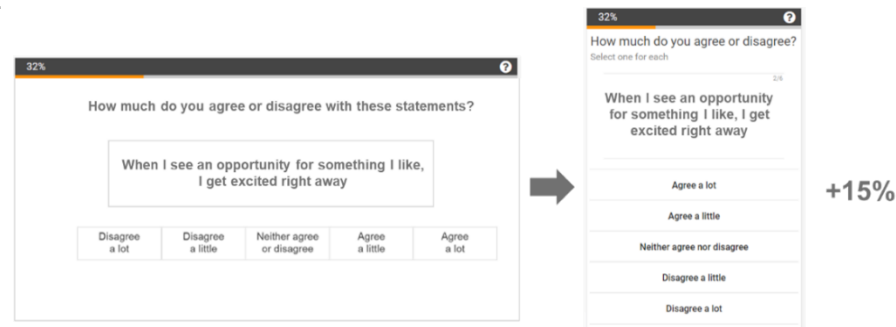 32%
?
How much do you agree or disagree with these statements?
When I see an opportunity for something I like,
I get excited right away
Disagree
a lot
Disagree
a little
Neither agree
or disagree
Agree
a little
Agree
a lot
32%
?
How much do you agree or disagree?
Select one for each
2/6
When I see an opportunity
for something I like, I get
excited right away
Agree a lot
Agree a little
Neither agree nor disagree
Disagree a little
Disagree a lot
+15%